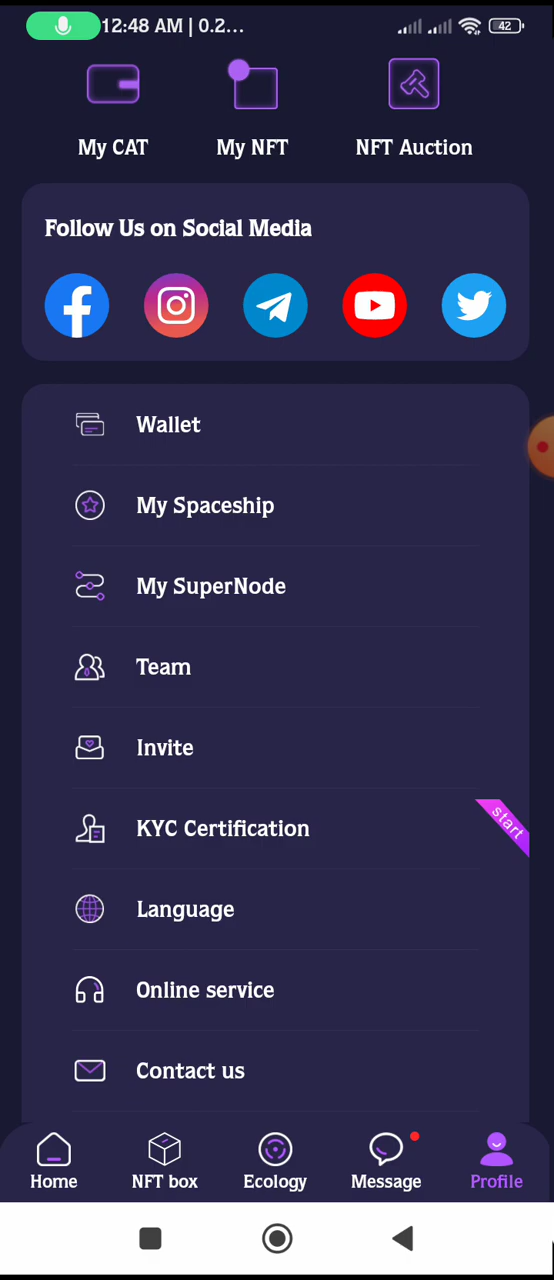 12:48 AM | 0.2...
42
My CAT
My NFT
NFT Auction
Follow Us on Social Media
Wallet
My Spaceship
My SuperNode
Team
Invite
KYC Certification
start
Language
Online service
Contact us
Home
NFT box
Ecology
Message
Profile